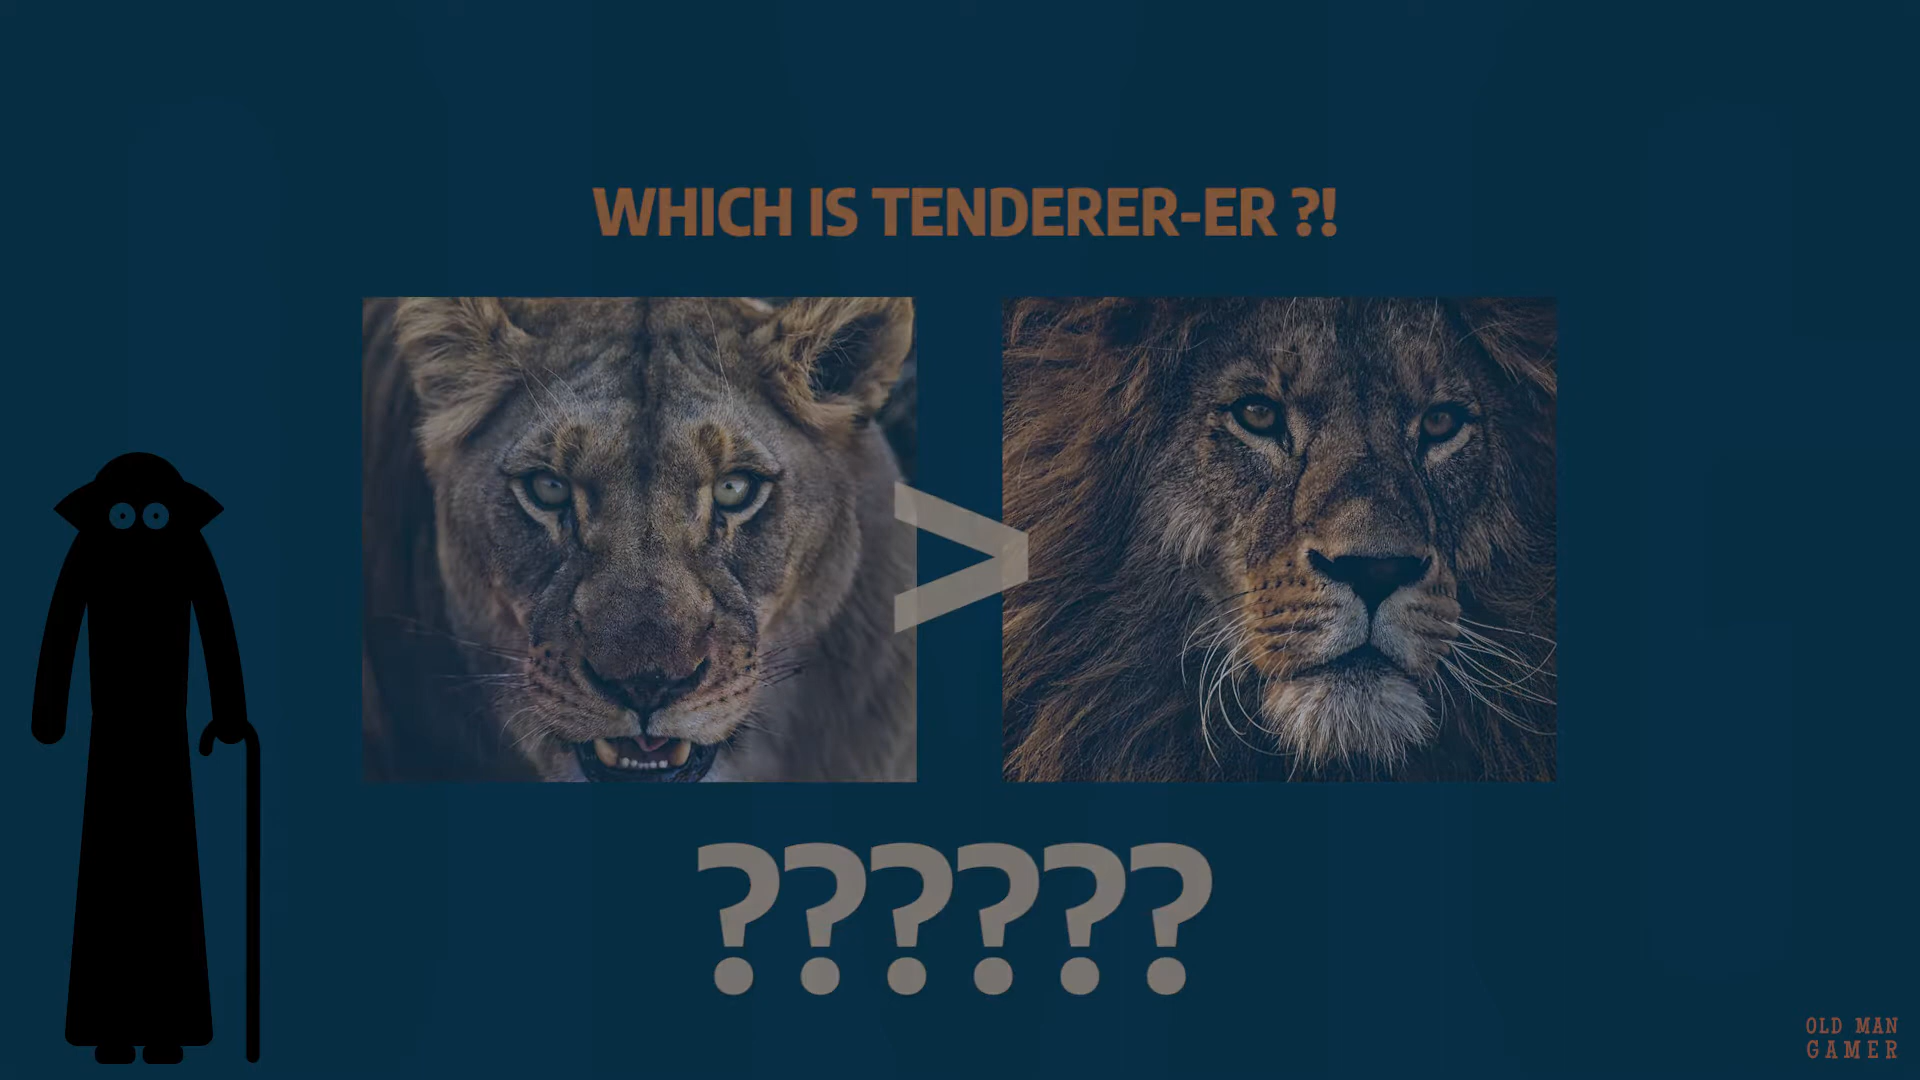 WHICH IS TENDERER-ER ?!
>
??????
OLD MAN
GAMER